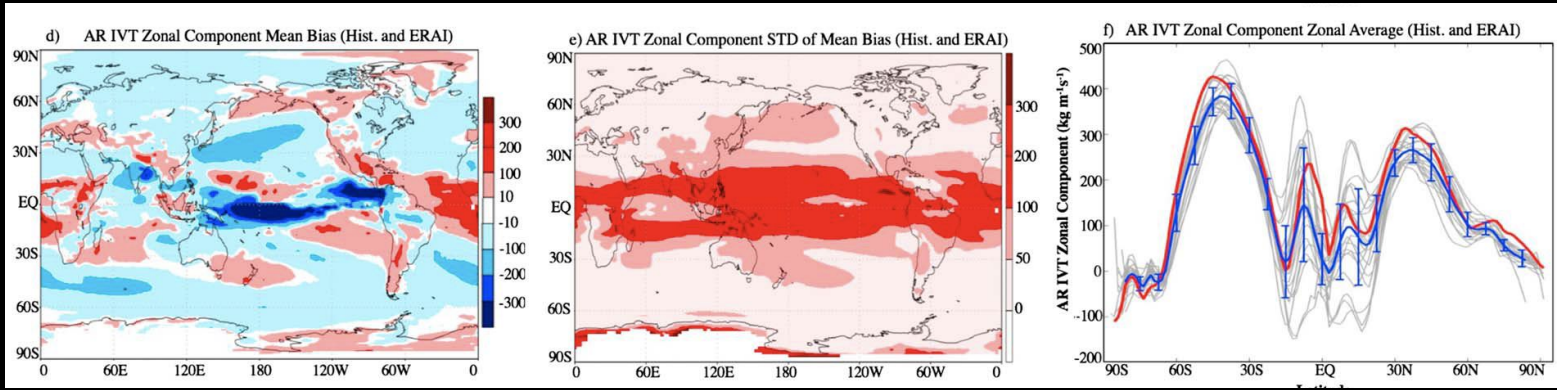 d) AR IVT Zonal Component Mean Bias (Hist. and ERAI)
90N
60N
30N
EQ
30S
60S
90S
0 60E 120E 180 120W 60W 0
300
200
100
10
-10
-100
-200
-300
e) AR IVT Zonal Component STD of Mean Bias (Hist. and ERAI)
90N
60N
30N
EQ
30S
60S
90S
0 60E 120E 180 120W 60W 0
300
200
100
50
0
f) AR IVT Zonal Component Zonal Average (Hist. and ERAI)
AR IVT Zonal Component (kg m⁻¹s⁻¹)
500
400
300
200
100
0
-100
-200
90S 60S 30S EQ 30N 60N 90N